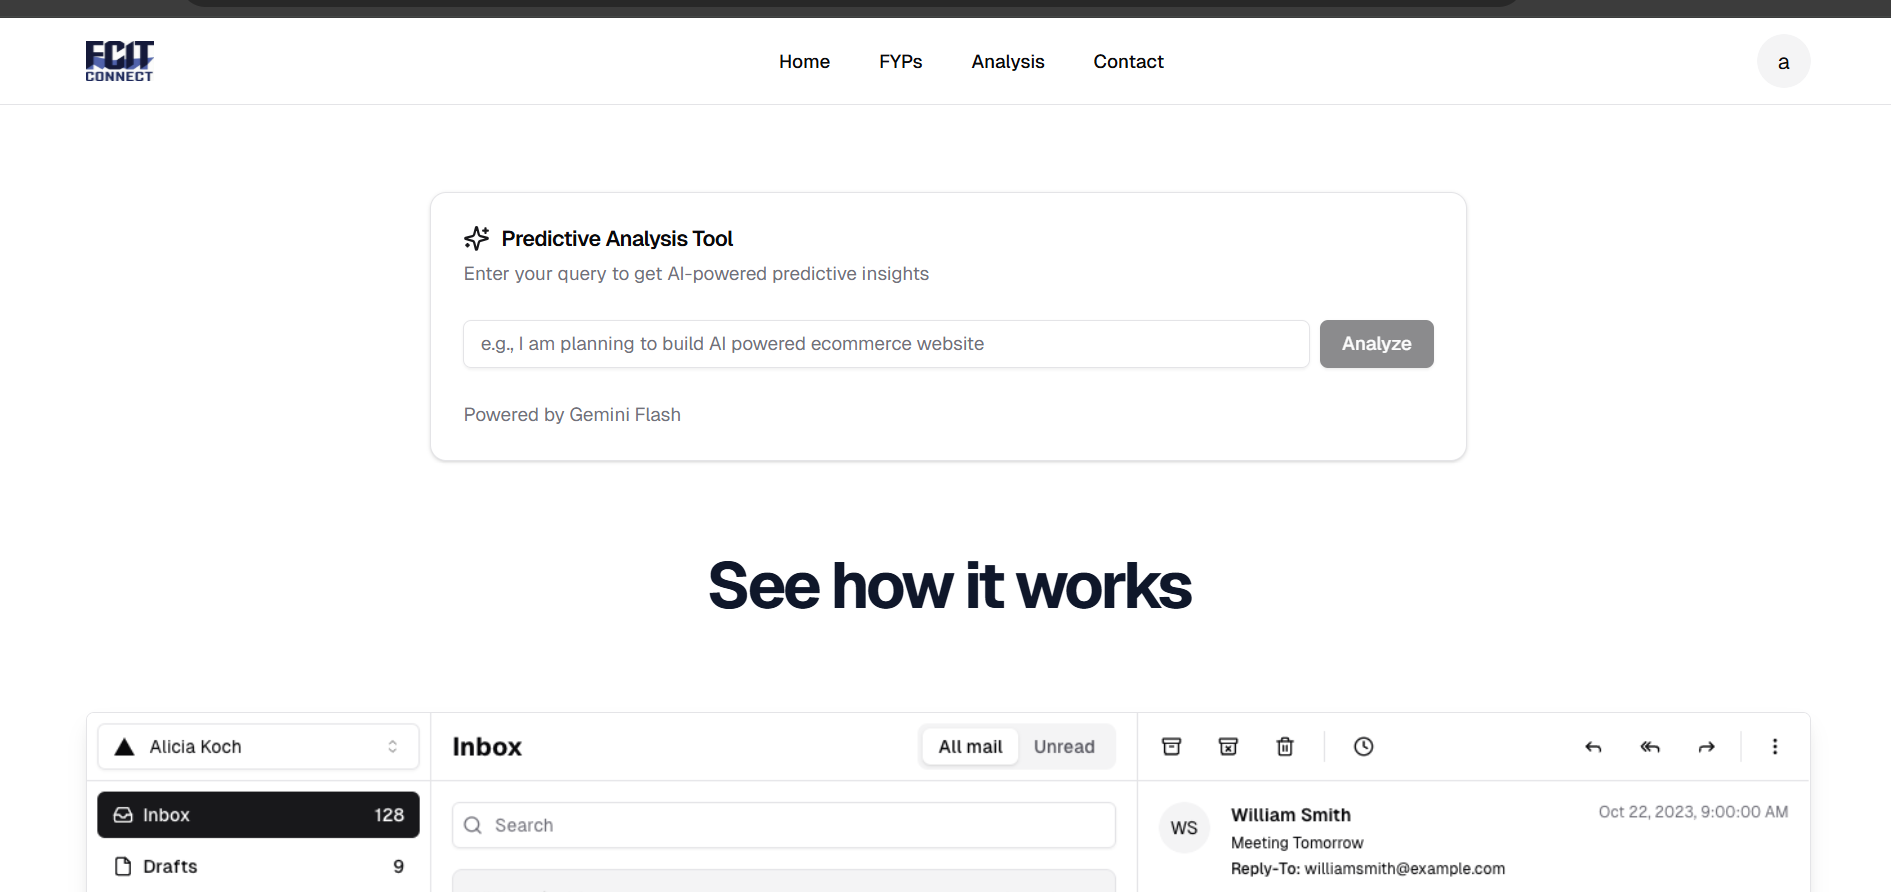 FCIT
CONNECT
Home
FYPs
Analysis
Contact
a
Predictive Analysis Tool
Enter your query to get AI-powered predictive insights
e.g., I am planning to build AI powered ecommerce website
Analyze
Powered by Gemini Flash
See how it works
Alicia Koch
Inbox 128
Drafts 9
Inbox
All mail
Unread
Search
WS
William Smith
Meeting Tomorrow
Reply-To: williamsmith@example.com
Oct 22, 2023, 9:00:00 AM